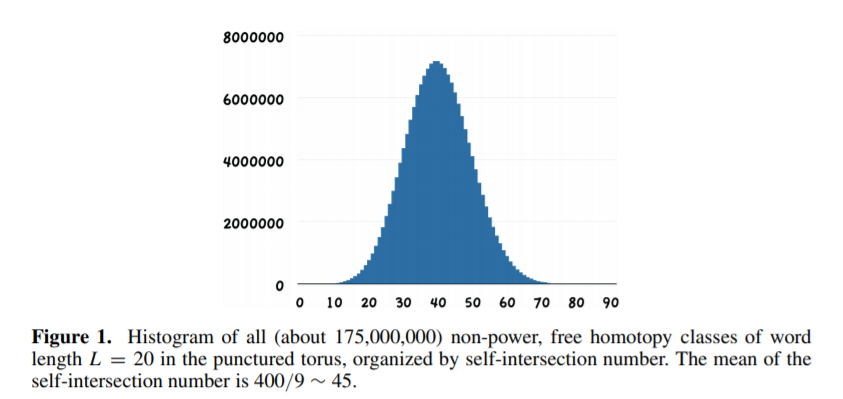 8000000
6000000
4000000
2000000
0
0 10 20 30 40 50 60 70 80 90
Figure 1. Histogram of all (about 175,000,000) non-power, free homotopy classes of word
length L = 20 in the punctured torus, organized by self-intersection number. The mean of the
self-intersection number is 400/9 ∼ 45.